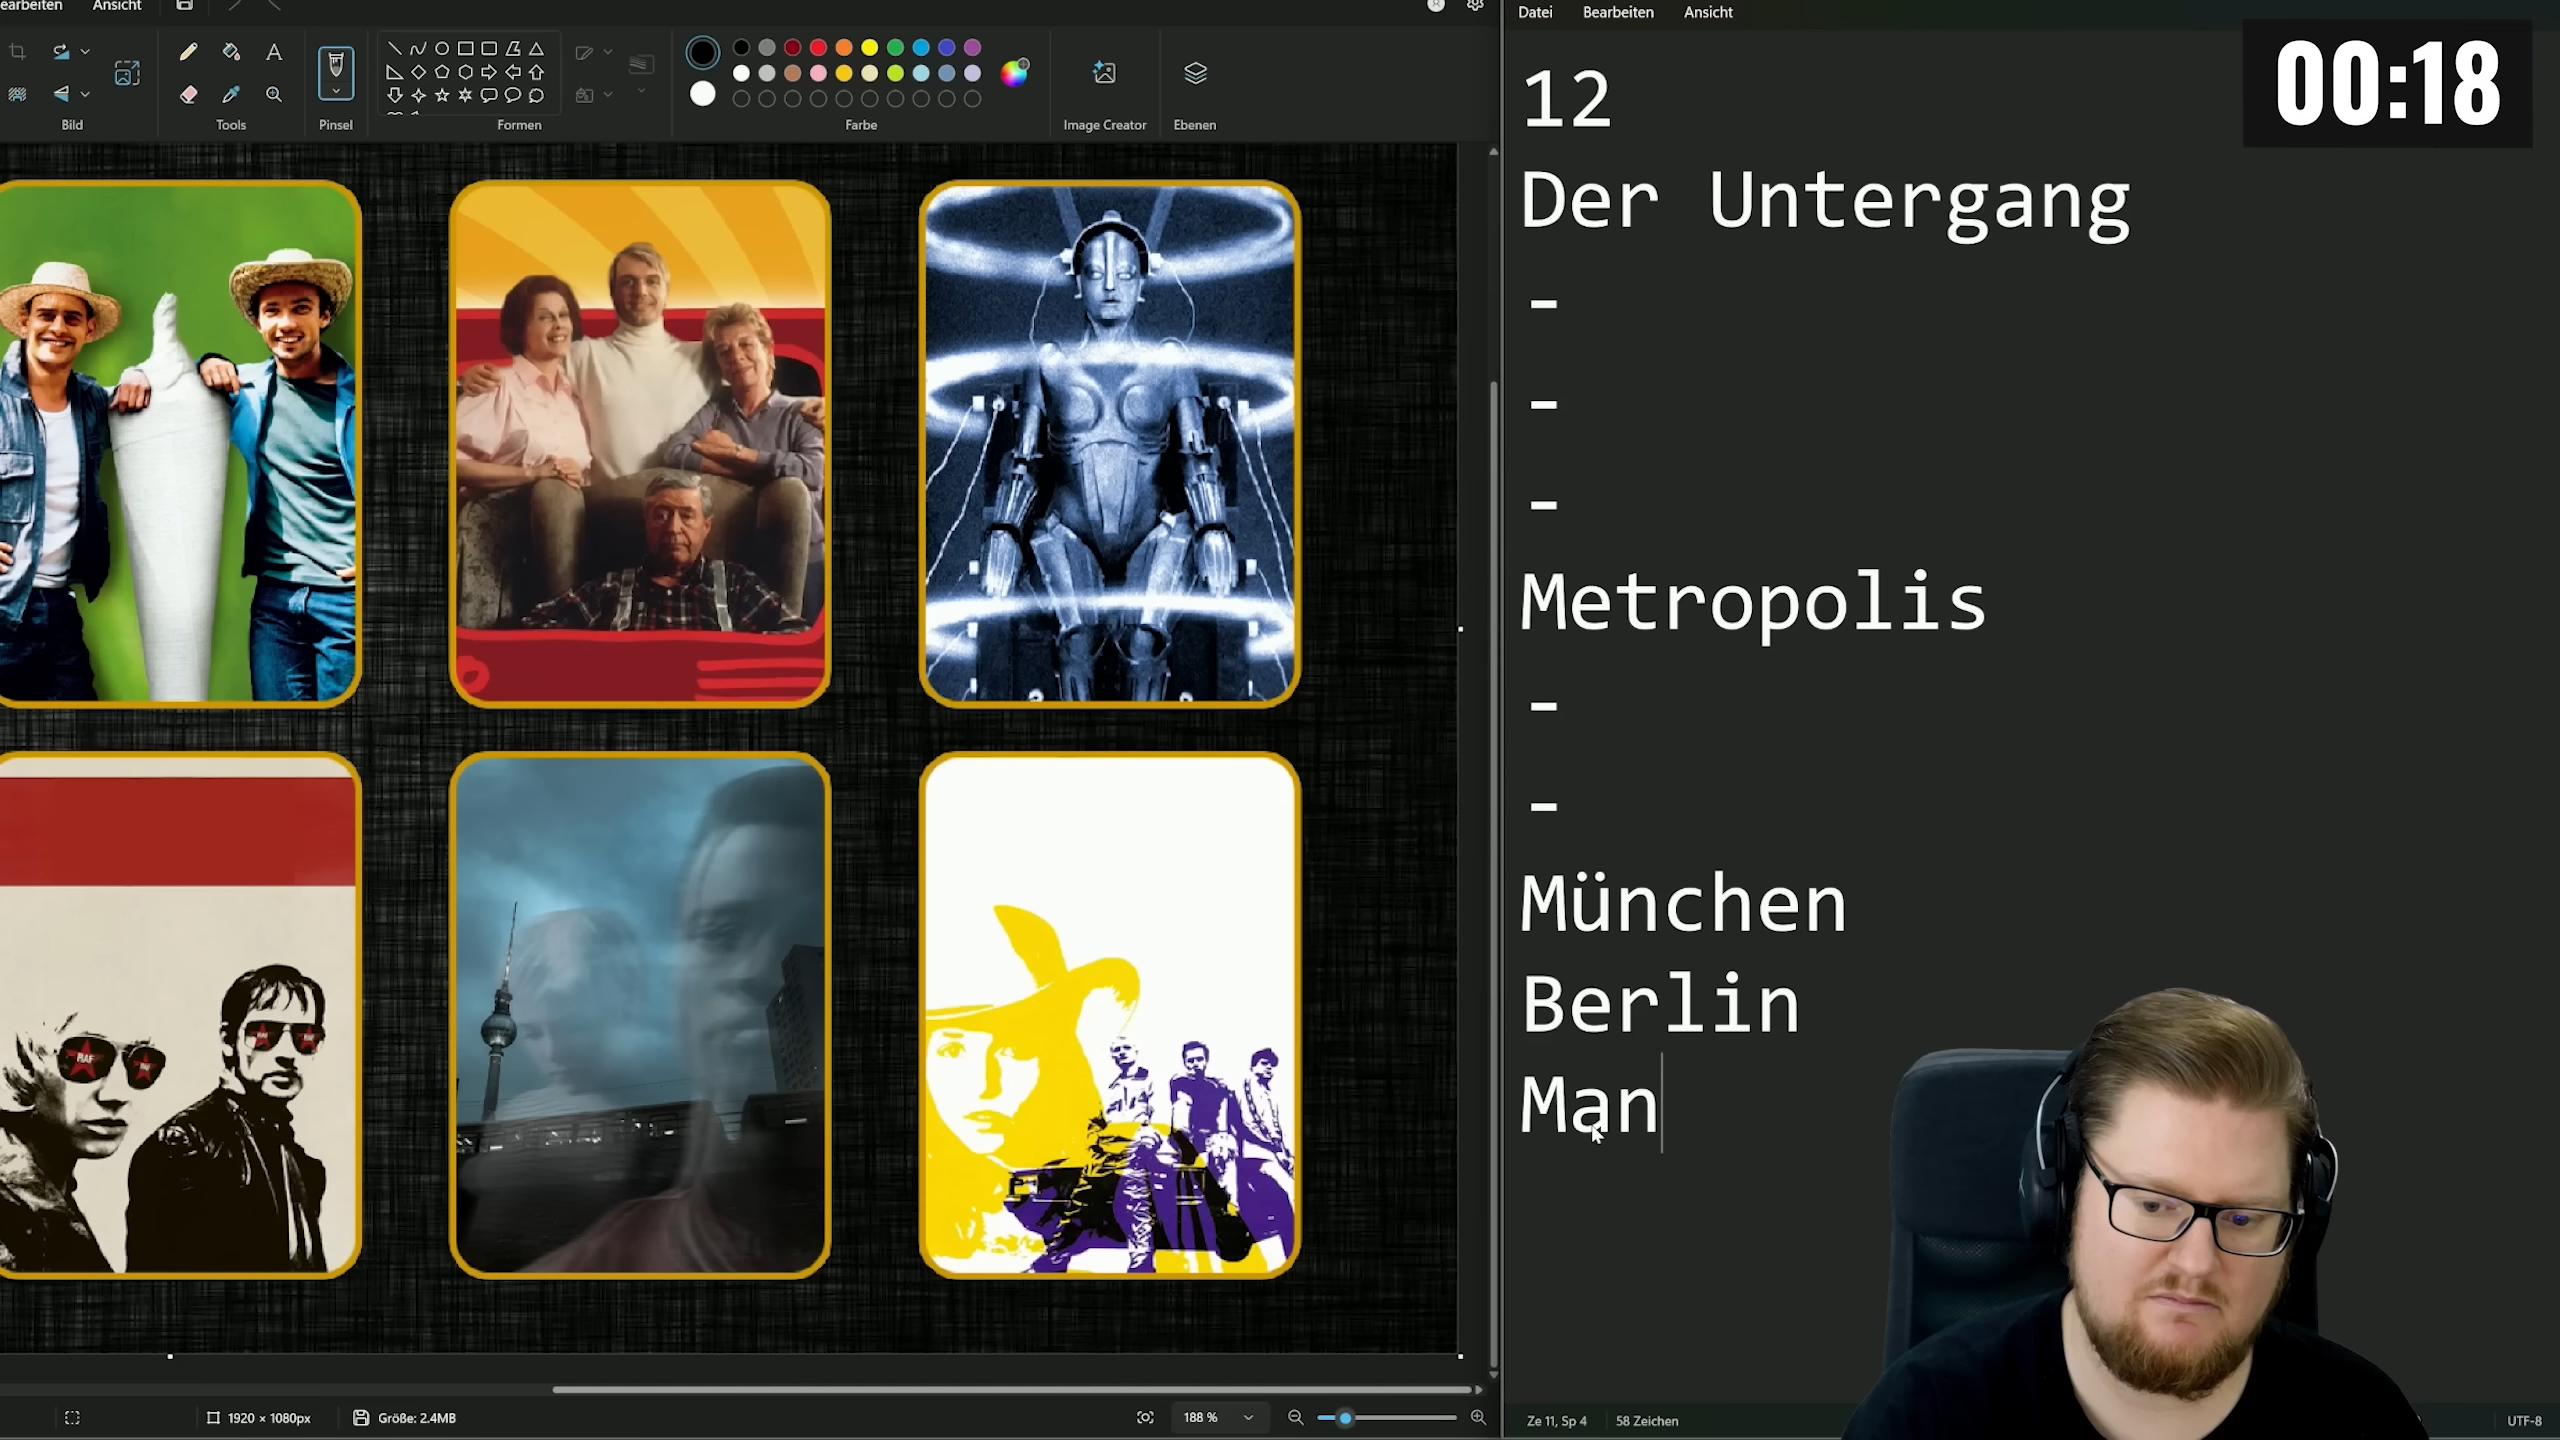 earbeiten Ansicht
Bild Tools Pinsel Formen Farbe Image Creator Ebenen
1920 × 1080px Größe: 2.4MB 188 %
Datei Bearbeiten Ansicht
00:18
12
Der Untergang
-
-
-
Metropolis
-
-
München
Berlin
Man
Ze 11, Sp 4 58 Zeichen UTF-8
RAF